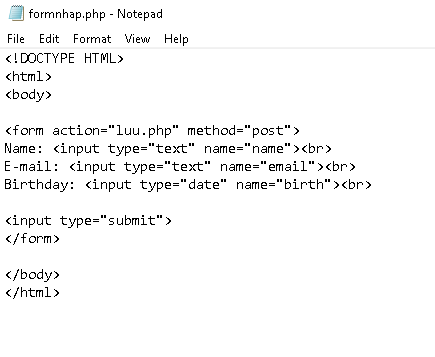 formnhap.php - Notepad
File Edit Format View Help
<!DOCTYPE HTML>
<html>
<body>
<form action="luu.php" method="post">
Name: <input type="text" name="name"><br>
E-mail: <input type="text" name="email"><br>
Birthday: <input type="date" name="birth"><br>
<input type="submit">
</form>
</body>
</html>